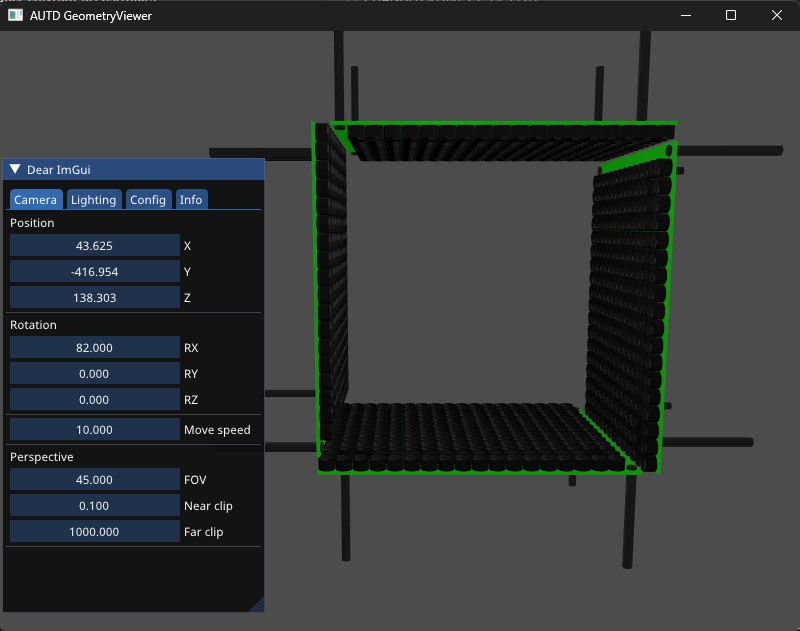 AUTD GeometryViewer
Dear ImGui
Camera Lighting Config Info
Position
43.625 X
-416.954 Y
138.303 Z
Rotation
82.000 RX
0.000 RY
0.000 RZ
10.000 Move speed
Perspective
45.000 FOV
0.100 Near clip
1000.000 Far clip